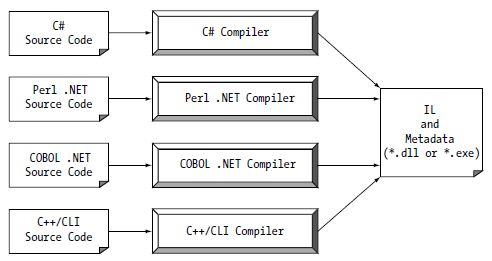 C#
Source Code
C# Compiler
Perl .NET
Source Code
Perl .NET Compiler
COBOL .NET
Source Code
COBOL .NET Compiler
C++/CLI
Source Code
C++/CLI Compiler
IL
and
Metadata
(*.dll or *.exe)